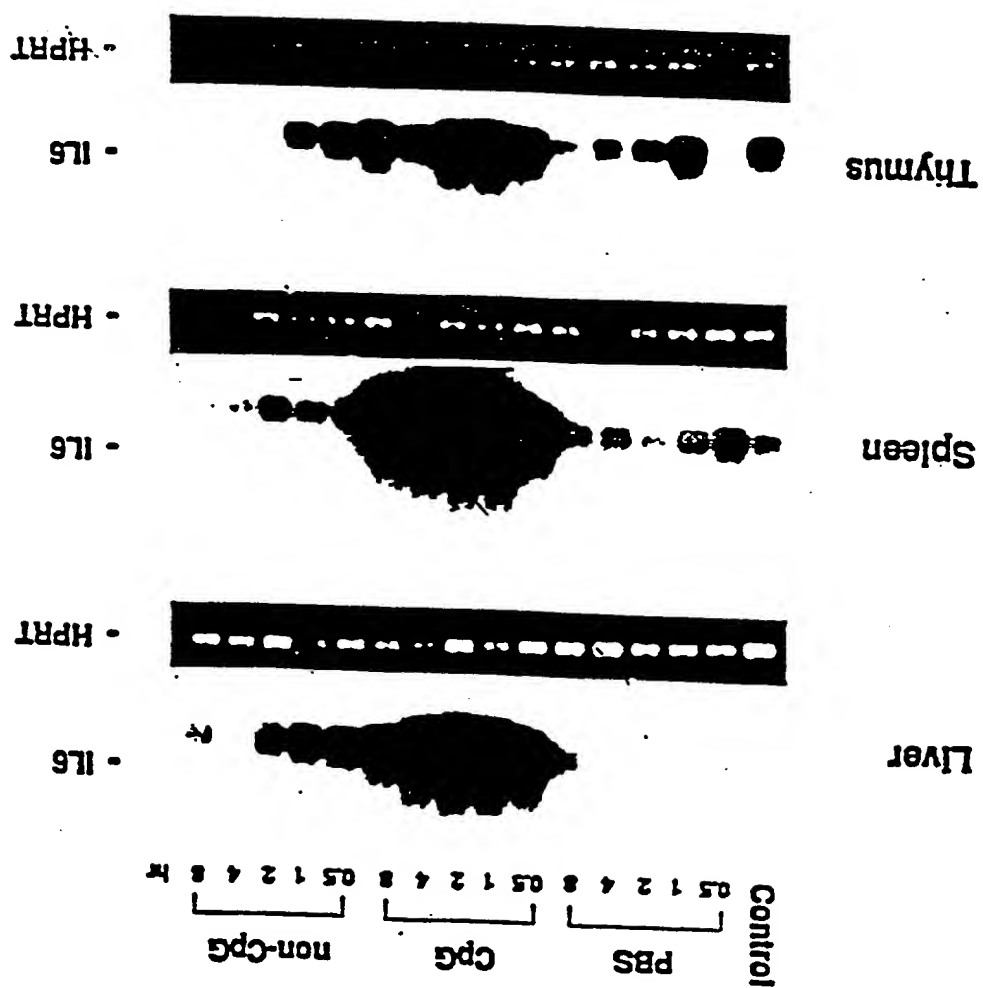 Control
PBS CpG non-CpG
0.5 1 2 4 8 0.5 1 2 4 8 0.5 1 2 4 8 hr
Liver - IL6
- HPRT
Spleen - IL6
- HPRT
Thymus - IL6
- HPRT